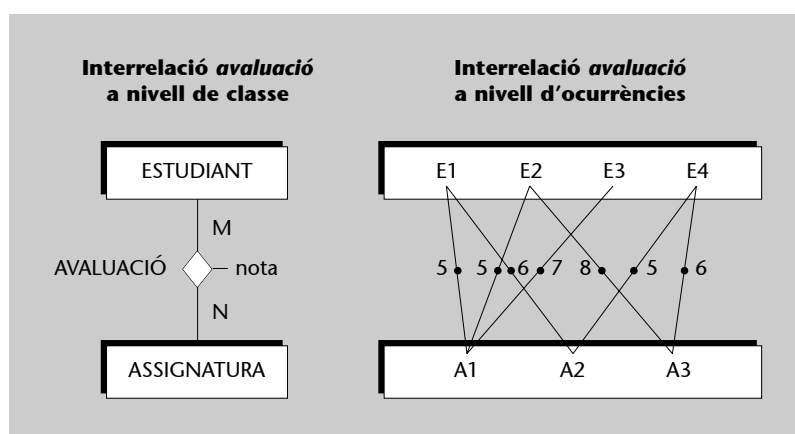 Interrelació avaluació
a nivell de classe
Interrelació avaluació
a nivell d'ocurrències
ESTUDIANT
M
AVALUACIÓ
nota
N
ASSIGNATURA
E1 E2 E3 E4
5 5 6 7 8 5 6
A1 A2 A3